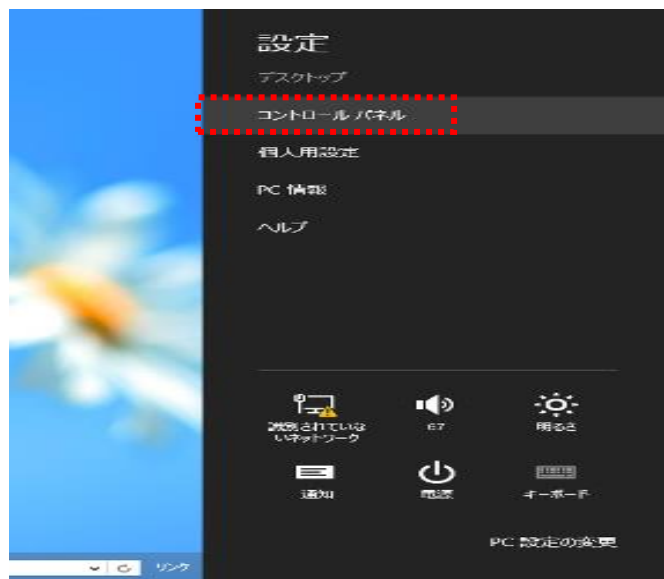 設定
デスクトップ
コントロール パネル
個人用設定
PC 情報
ヘルプ
識別されていな
いネットワーク
67
明るさ
通知
電源
キーボード
PC 設定の変更
リンク